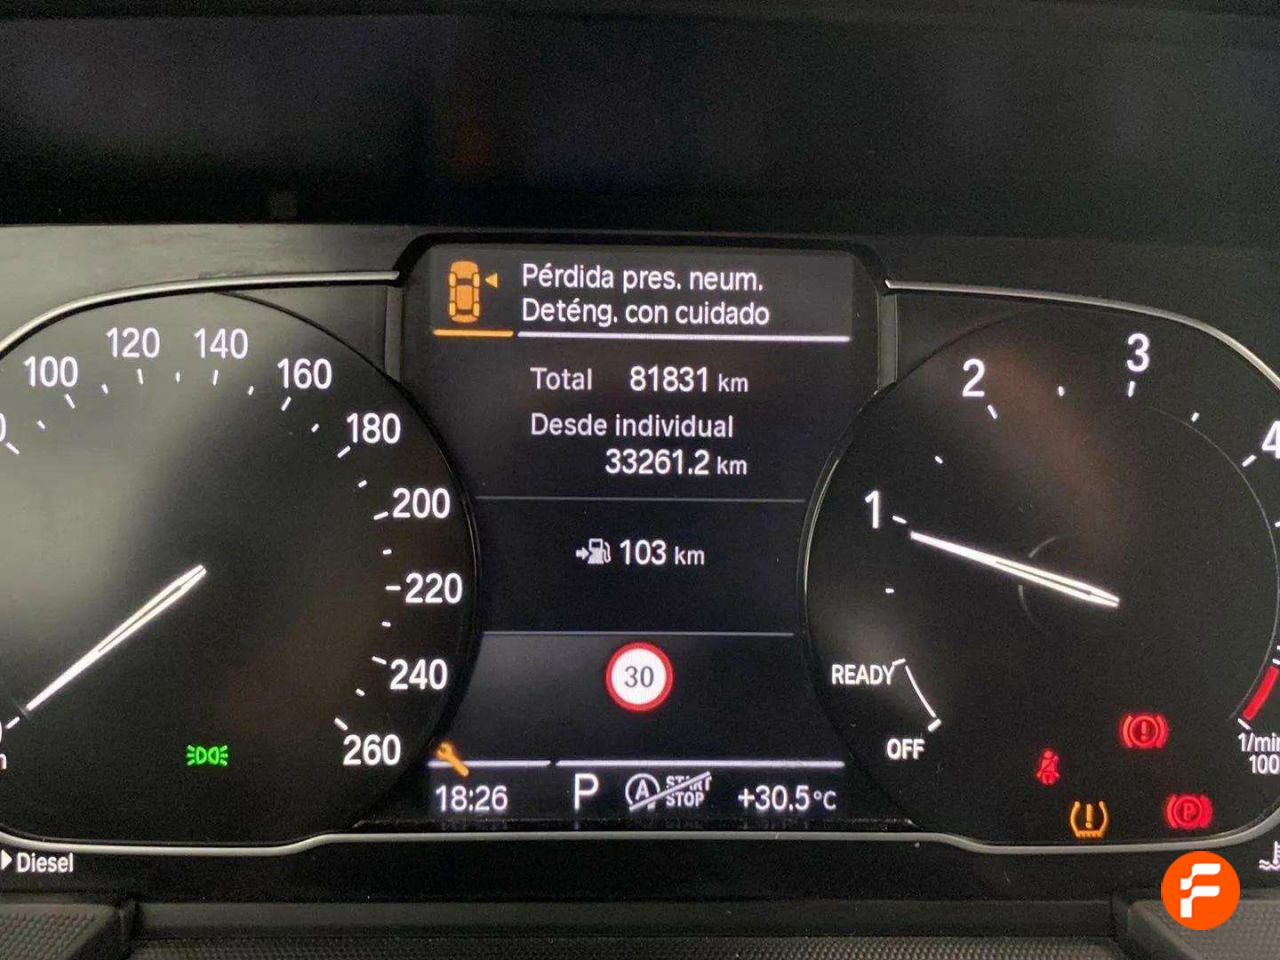 Pérdida pres. neum.
Deténg. con cuidado
Total 81831 km
Desde individual
33261.2 km
103 km
30
18:26 P A START STOP +30.5°C
100 120 140 160 180 200 220 240 260
1 2 3 4
READY
OFF
1/min
100
P
Diesel
F